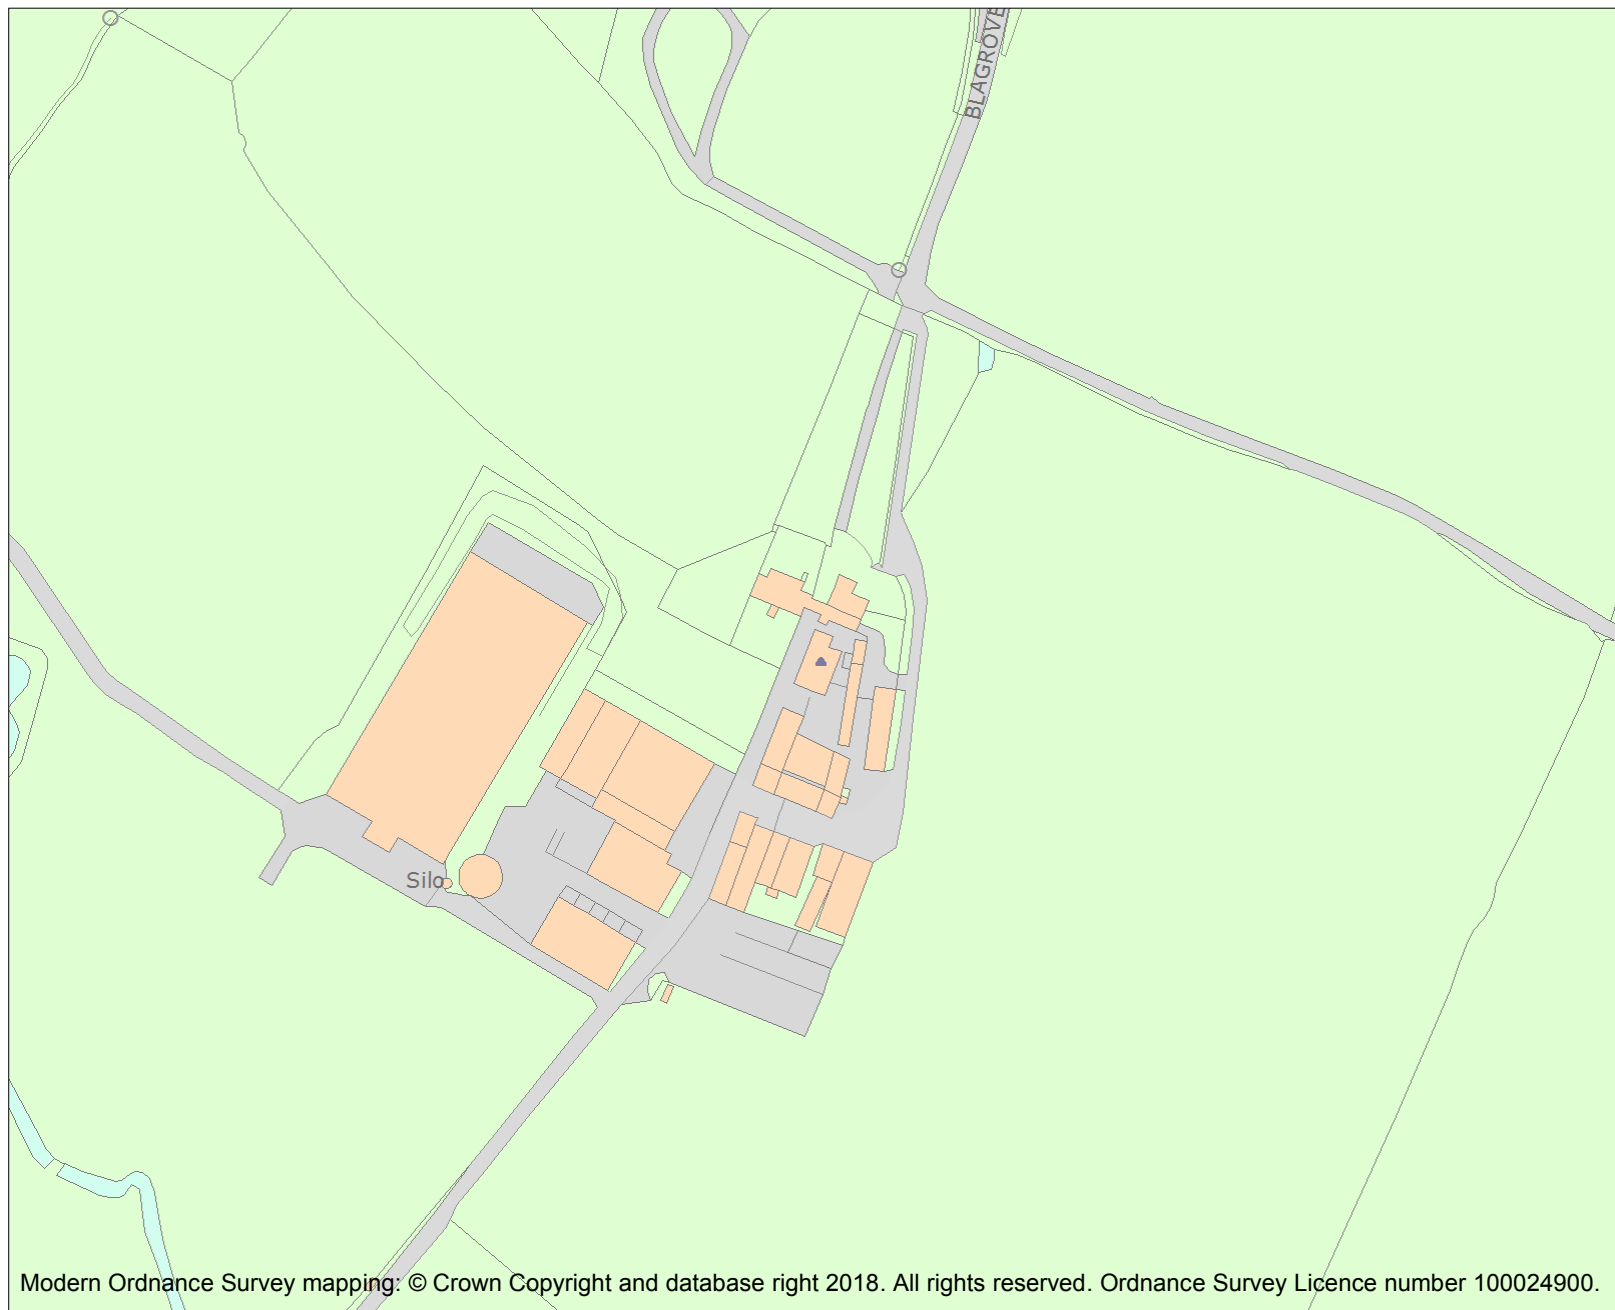 BLAGROVE
Silo
Modern Ordnance Survey mapping: © Crown Copyright and database right 2018. All rights reserved. Ordnance Survey Licence number 100024900.